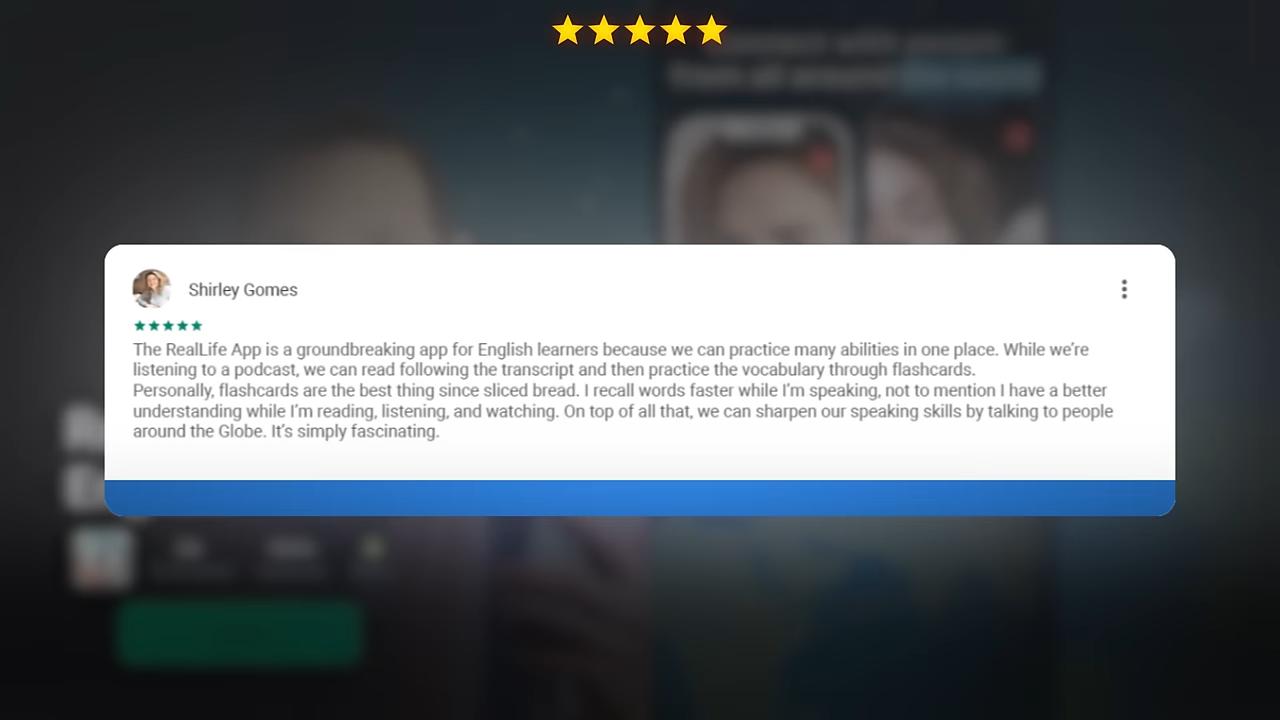 Shirley Gomes
The RealLife App is a groundbreaking app for English learners because we can practice many abilities in one place. While we're
listening to a podcast, we can read following the transcript and then practice the vocabulary through flashcards.
Personally, flashcards are the best thing since sliced bread. I recall words faster while I'm speaking, not to mention I have a better
understanding while I'm reading, listening, and watching. On top of all that, we can sharpen our speaking skills by talking to people
around the Globe. It's simply fascinating.